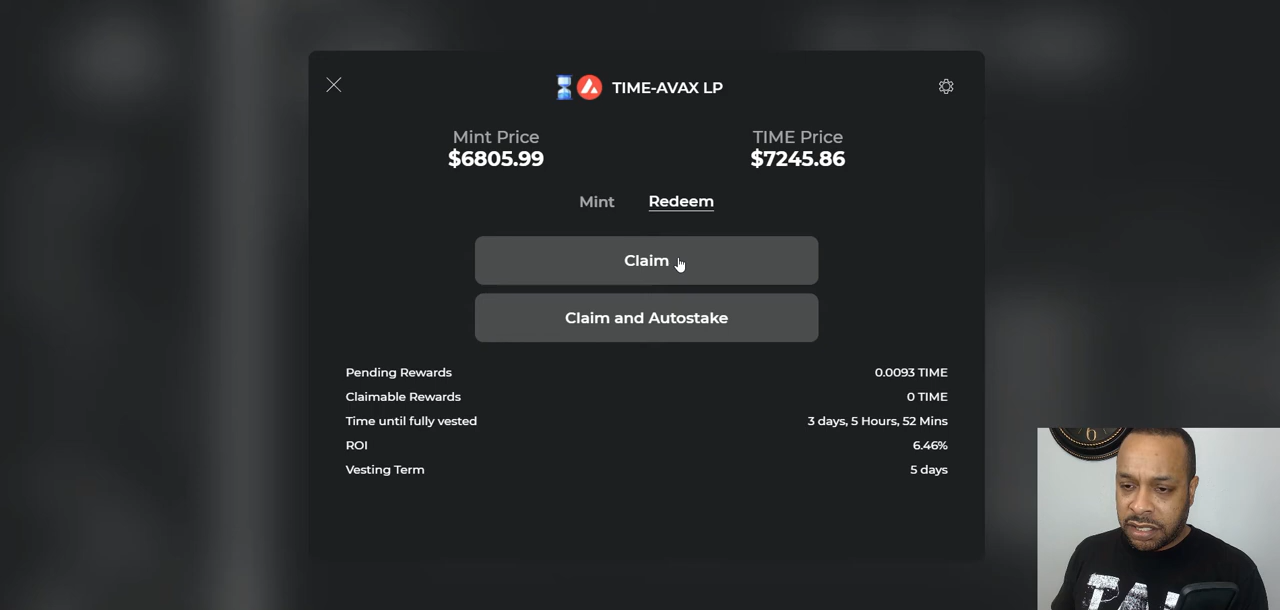 TIME-AVAX LP
Mint Price TIME Price
$6805.99 $7245.86
Mint Redeem
Claim
Claim and Autostake
Pending Rewards 0.0093 TIME
Claimable Rewards 0 TIME
Time until fully vested 3 days, 5 Hours, 52 Mins
ROI 6.46%
Vesting Term 5 days